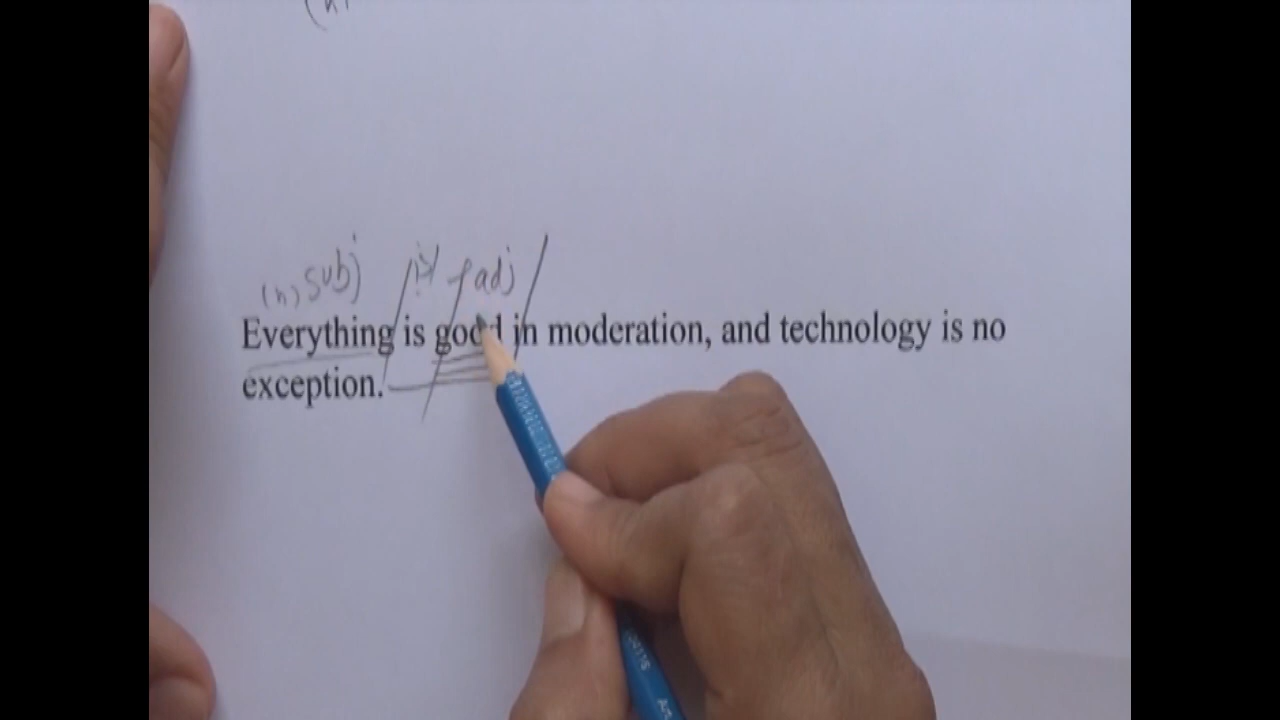 (n) subj adj
Everything is good in moderation, and technology is no
exception.